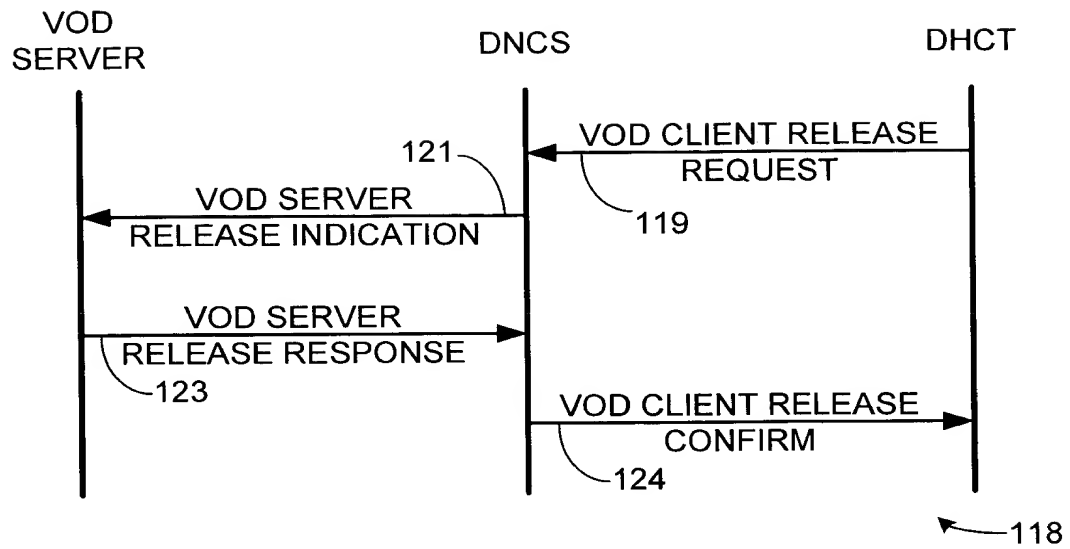 VOD
SERVER
DNCS
DHCT
VOD CLIENT RELEASE
REQUEST
119
121
VOD SERVER
RELEASE INDICATION
VOD SERVER
RELEASE RESPONSE
123
VOD CLIENT RELEASE
CONFIRM
124
118